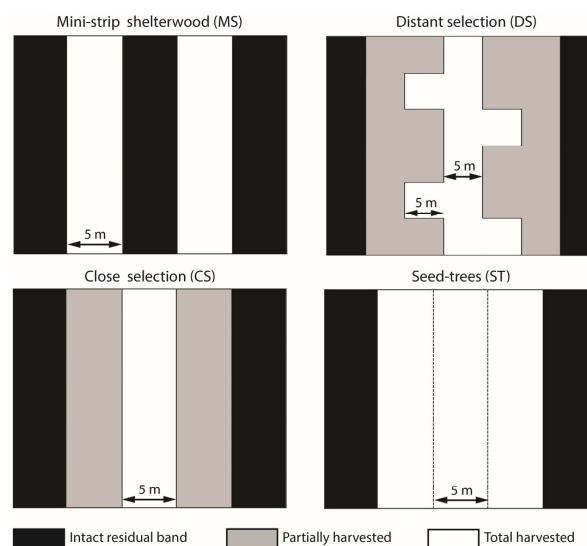 Mini-strip shelterwood (MS)
Distant selection (DS)
5 m
5 m
5 m
Close selection (CS)
Seed-trees (ST)
5 m
5 m
Intact residual band
Partially harvested
Total harvested